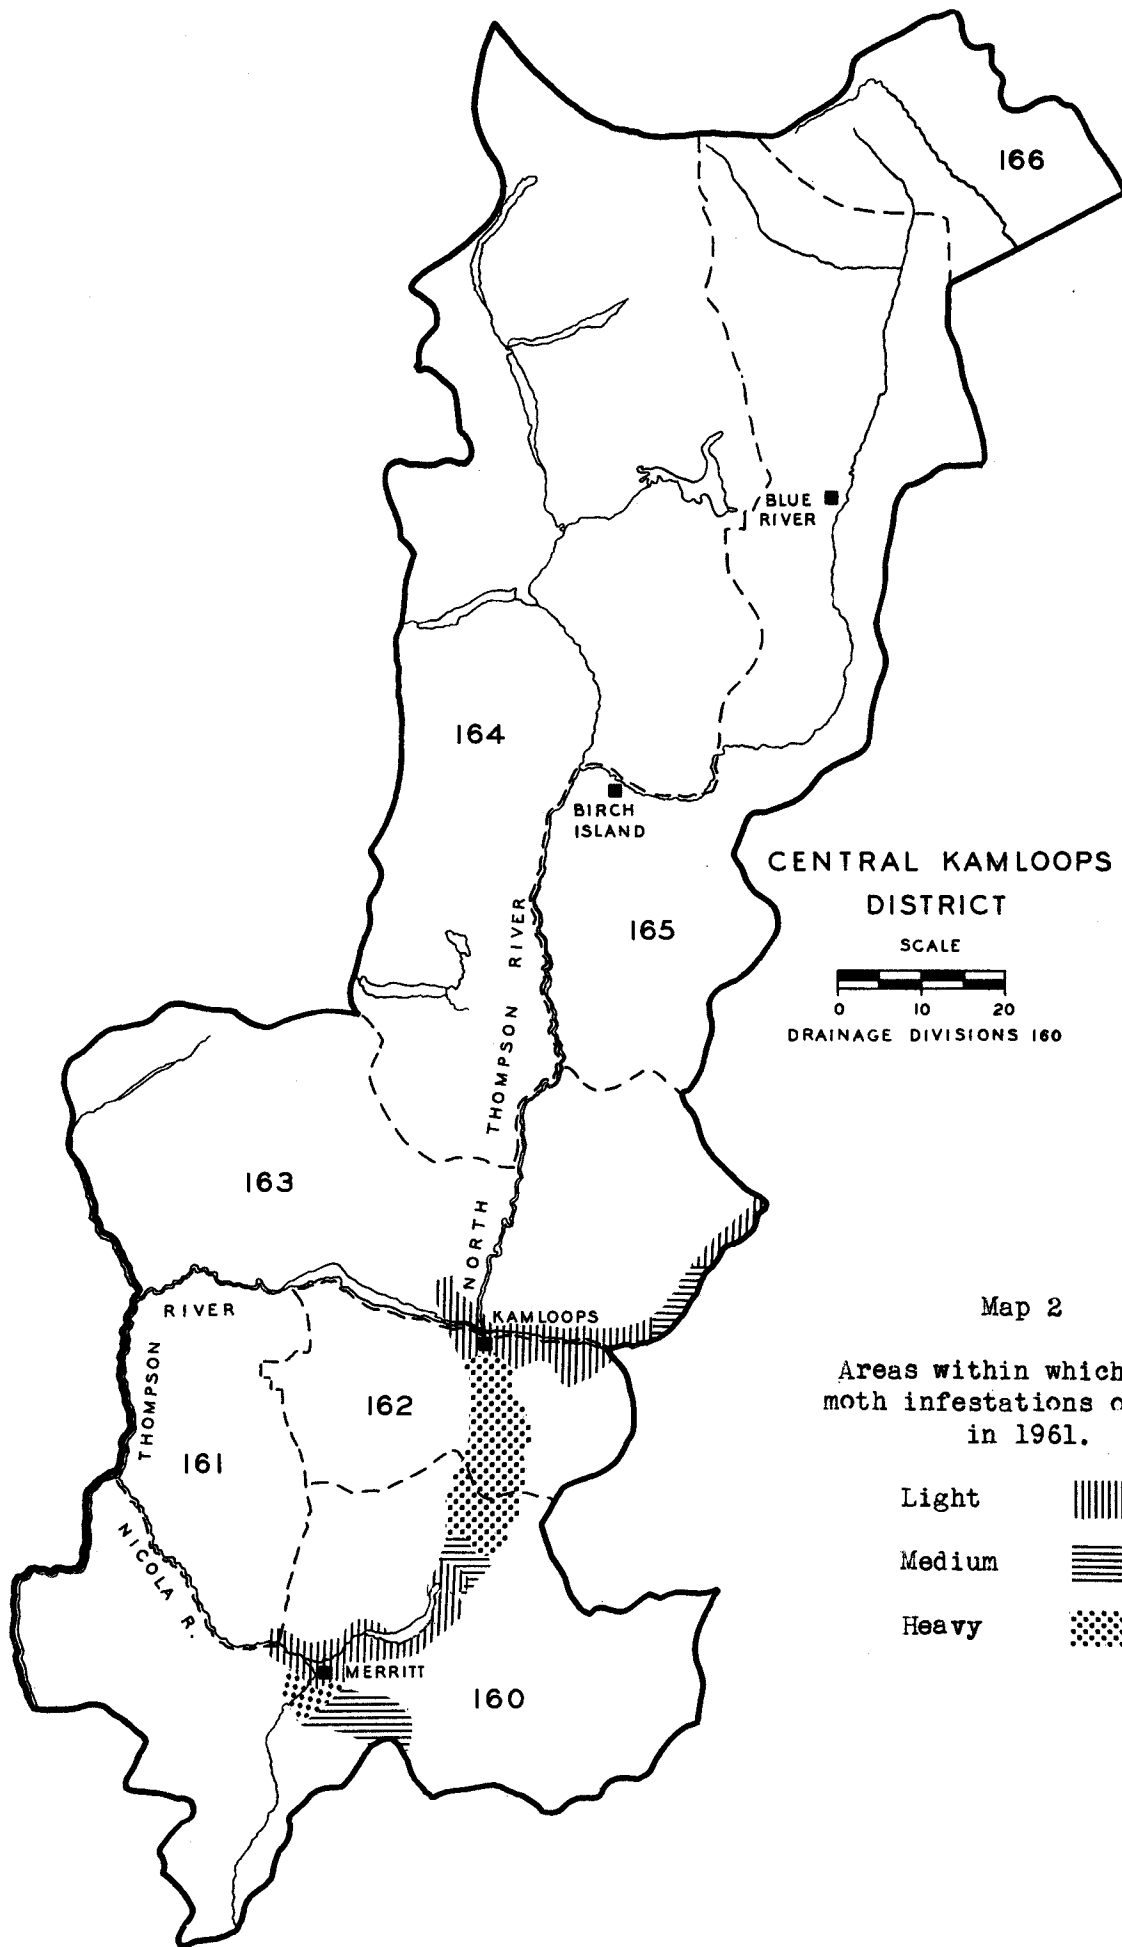 166
BLUE
RIVER
164
BIRCH
ISLAND
CENTRAL KAMLOOPS
DISTRICT
SCALE
0 10 20
DRAINAGE DIVISIONS 160
165
NORTH THOMPSON RIVER
163
THOMPSON RIVER
KAMLOOPS
162
161
NICOLA R.
MERRITT
160
Map 2
Areas within which
moth infestations
in 1961.
Light
Medium
Heavy